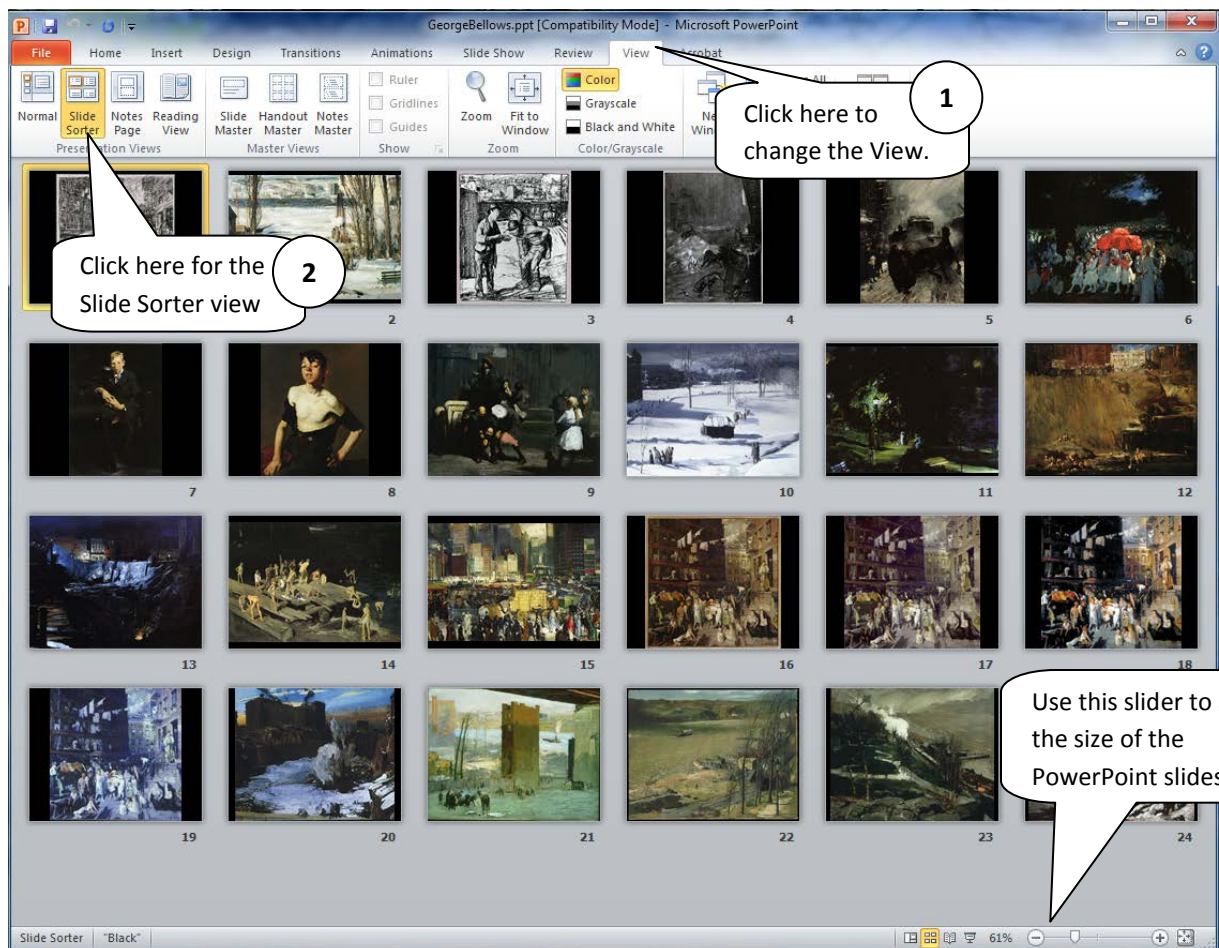 GeorgeBellows.ppt [Compatibility Mode] - Microsoft PowerPoint
File Home Insert Design Transitions Animations Slide Show Review View Acrobat
Color All
Grayscale
Black and White
Ruler
Gridlines
Guides
Normal Slide Sorter Notes Page Reading View Slide Master Handout Master Notes Master Zoom Fit to Window
Presentation Views Master Views Show Zoom Color/Grayscale
Click here to
change the View.
1
Click here for the
Slide Sorter view
2
2 3 4 5 6
7 8 9 10 11 12
13 14 15 16 17 18
Use this slider to
the size of the
PowerPoint slides
19 20 21 22 23 24
Slide Sorter "Black" 61%